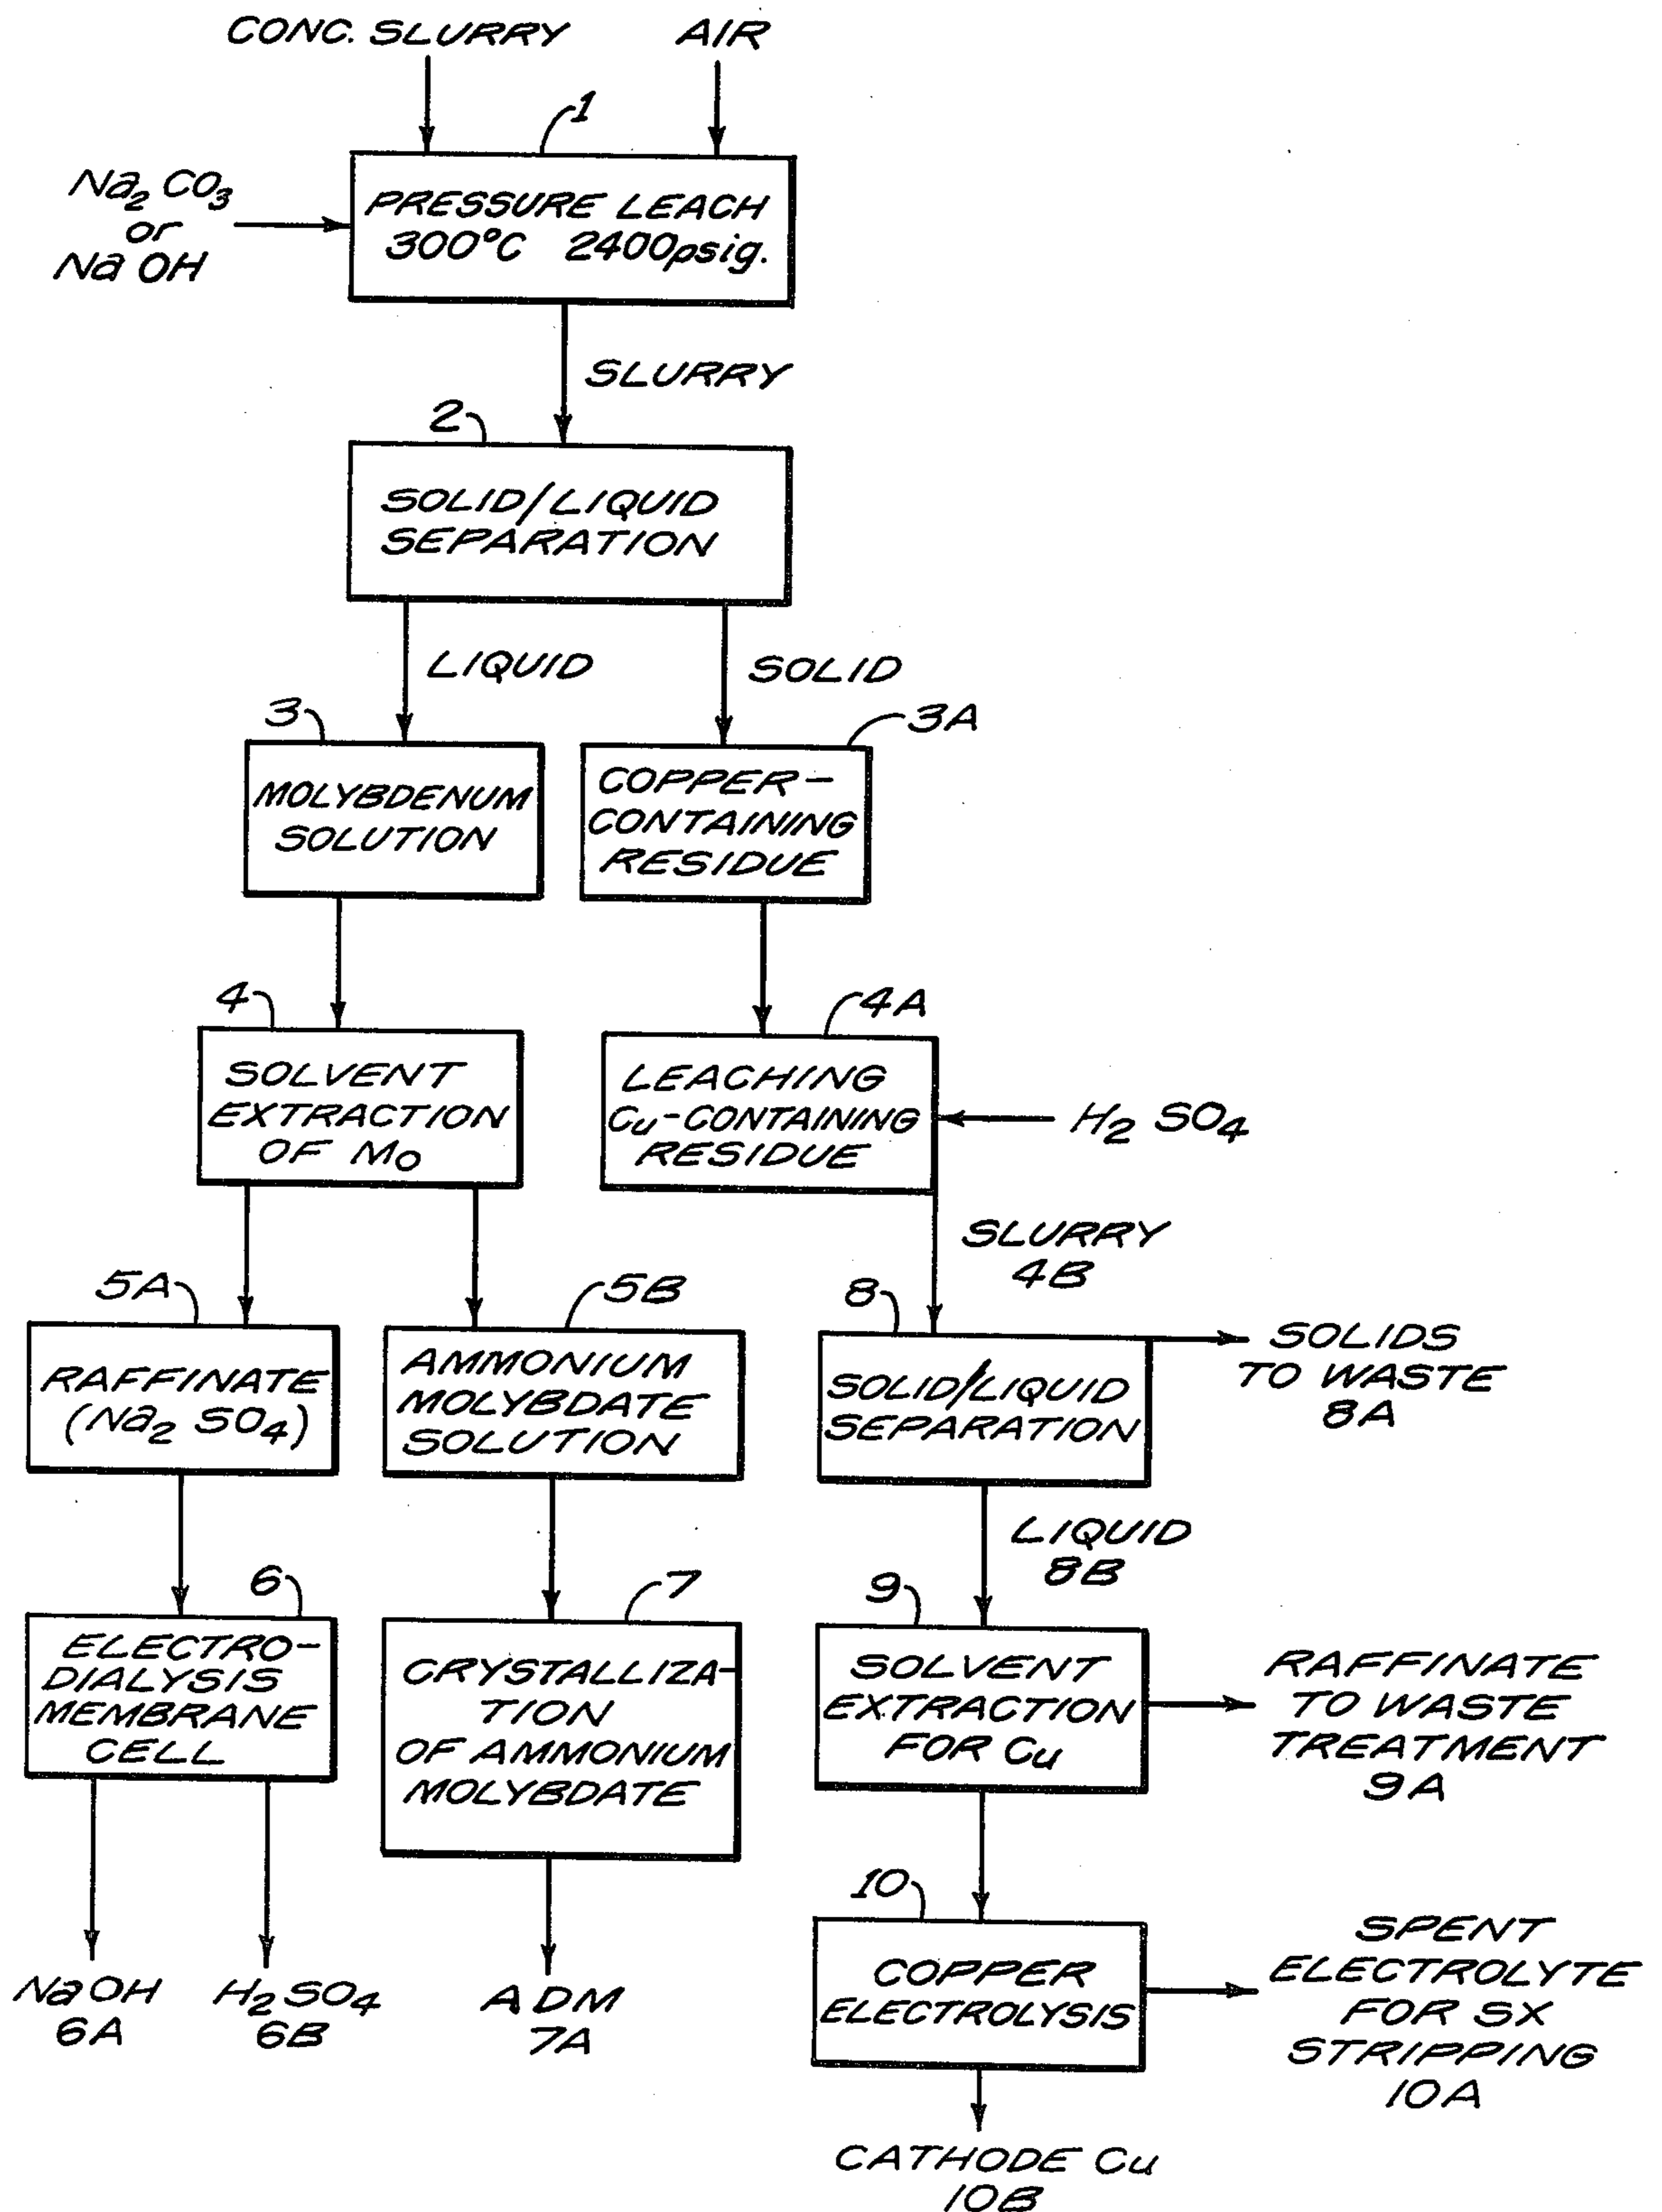 CONC. SLURRY
AIR
1
Na2 CO3
or
Na OH
PRESSURE LEACH
300°C 2400psig.
SLURRY
2
SOLID/LIQUID
SEPARATION
LIQUID
SOLID
3
MOLYBDENUM
SOLUTION
3A
COPPER-
CONTAINING
RESIDUE
4
SOLVENT
EXTRACTION
OF Mo
4A
LEACHING
Cu-CONTAINING
RESIDUE
H2 SO4
SLURRY
4B
5A
RAFFINATE
(Na2 SO4)
5B
AMMONIUM
MOLYBDATE
SOLUTION
8
SOLID/LIQUID
SEPARATION
SOLIDS
TO WASTE
8A
LIQUID
8B
6
ELECTRO-
DIALYSIS
MEMBRANE
CELL
7
CRYSTALLIZA-
TION
OF AMMONIUM
MOLYBDATE
9
SOLVENT
EXTRACTION
FOR Cu
RAFFINATE
TO WASTE
TREATMENT
9A
NaOH
6A
H2SO4
6B
ADM
7A
10
COPPER
ELECTROLYSIS
SPENT
ELECTROLYTE
FOR SX
STRIPPING
10A
CATHODE Cu
10B